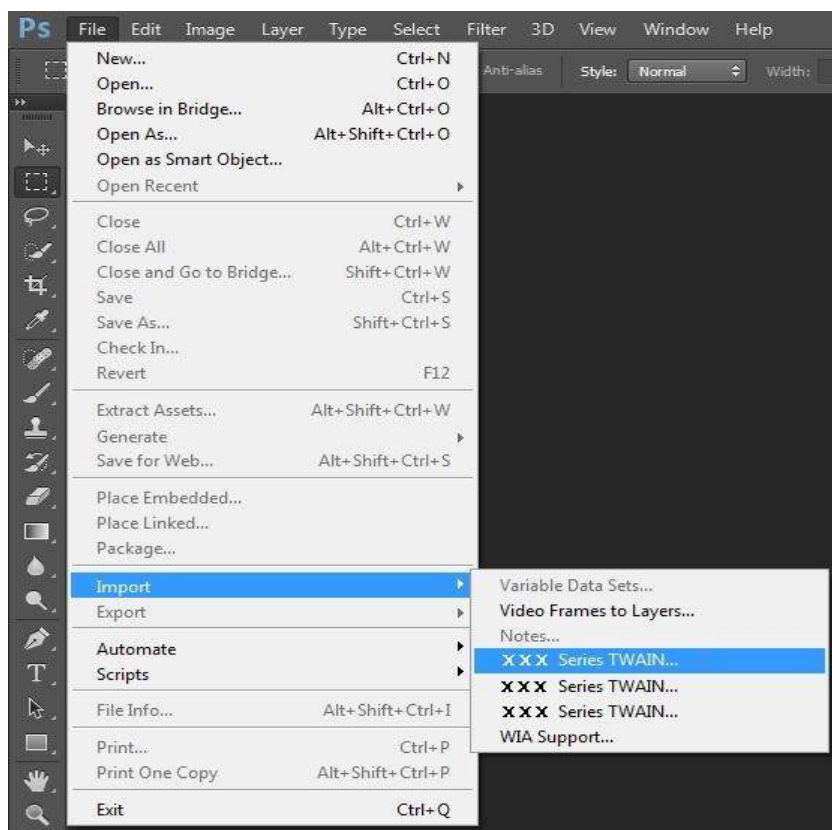 Ps File Edit Image Layer Type Select Filter 3D View Window Help
Anti-alias Style: Normal Width:
New... Ctrl+N
Open... Ctrl+O
Browse in Bridge... Alt+Ctrl+O
Open As... Alt+Shift+Ctrl+O
Open as Smart Object...
Open Recent
Close Ctrl+W
Close All Alt+Ctrl+W
Close and Go to Bridge... Shift+Ctrl+W
Save Ctrl+S
Save As... Shift+Ctrl+S
Check In...
Revert F12
Extract Assets... Alt+Shift+Ctrl+W
Generate
Save for Web... Alt+Shift+Ctrl+S
Place Embedded...
Place Linked...
Package...
Import
Export
Automate
Scripts
File Info... Alt+Shift+Ctrl+I
Print... Ctrl+P
Print One Copy Alt+Shift+Ctrl+P
Exit Ctrl+Q
Variable Data Sets...
Video Frames to Layers...
Notes...
XXX Series TWAIN...
XXX Series TWAIN...
XXX Series TWAIN...
WIA Support...